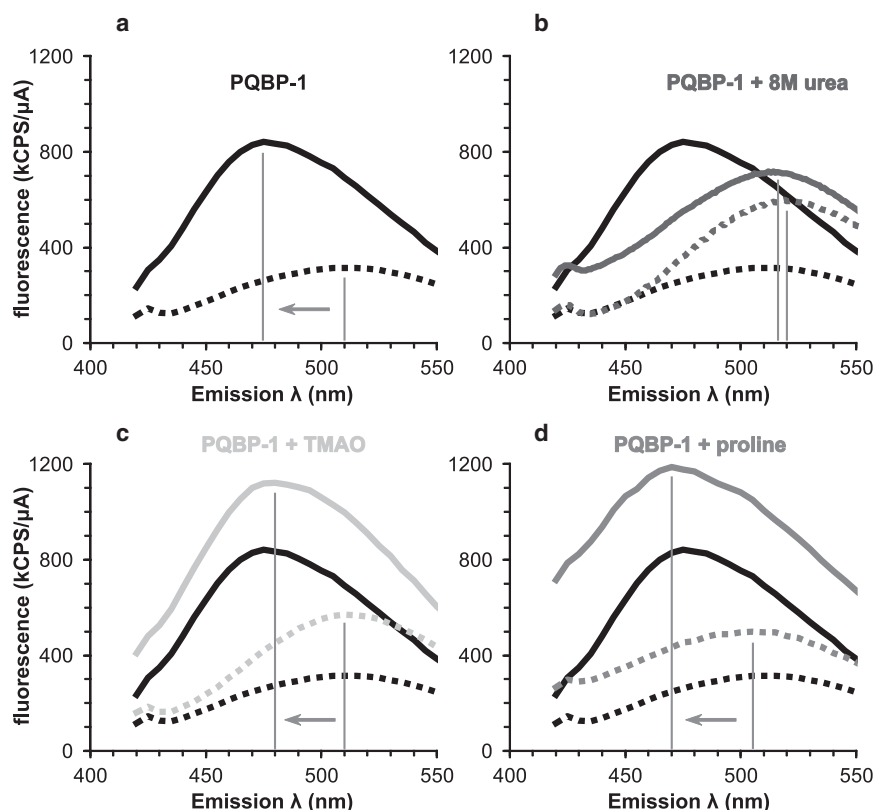 a
PQBP-1
1200
800
400
0
fluorescence (kCPS/µA)
400 450 500 550
Emission λ (nm)
b
PQBP-1 + 8M urea
1200
800
400
0
400 450 500 550
Emission λ (nm)
c
PQBP-1 + TMAO
1200
800
400
0
fluorescence (kCPS/µA)
400 450 500 550
Emission λ (nm)
d
PQBP-1 + proline
1200
800
400
0
400 450 500 550
Emission λ (nm)